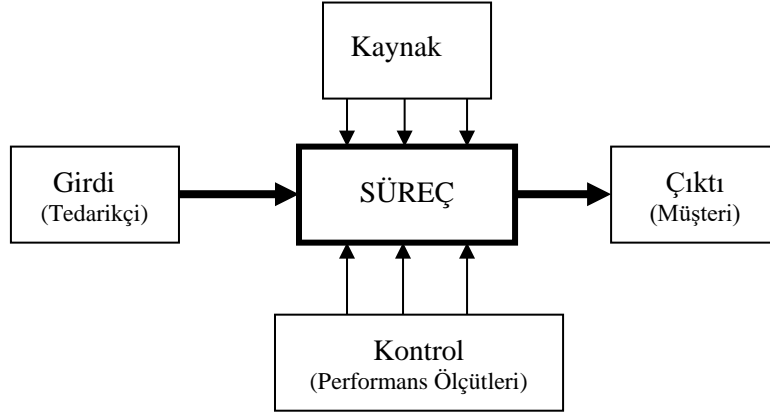 Kaynak
Girdi
(Tedarikçi)
SÜREÇ
Çıktı
(Müşteri)
Kontrol
(Performans Ölçütleri)